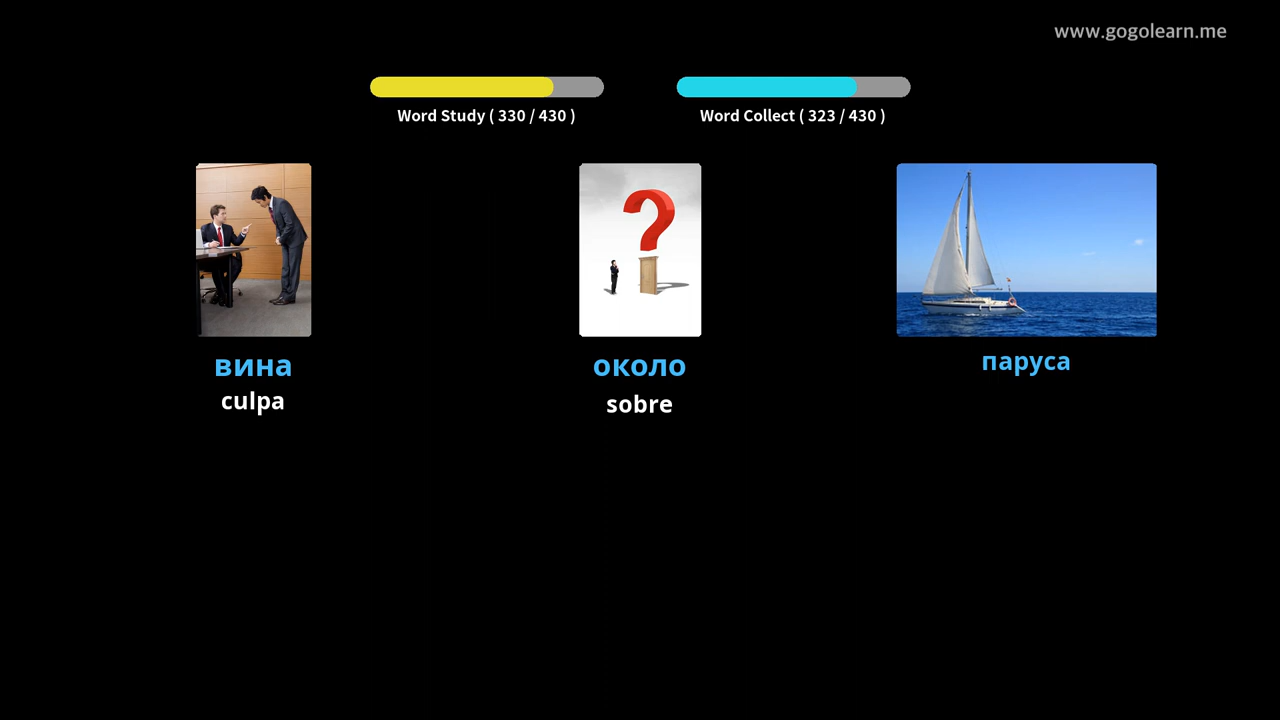 www.gogolearn.me
Word Study ( 330 / 430 )
Word Collect ( 323 / 430 )
вина
culpa
около
sobre
паруса